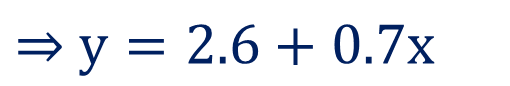 ⇒ y = 2.6 + 0.7x